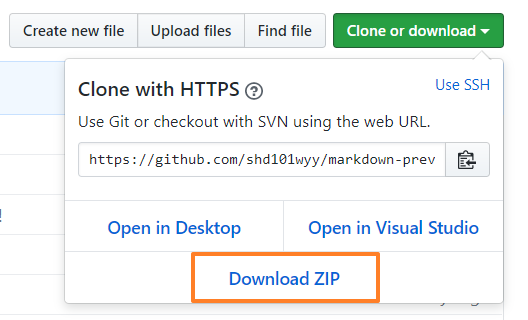 Create new file Upload files Find file Clone or download
Clone with HTTPS ?
Use SSH
Use Git or checkout with SVN using the web URL.
https://github.com/shd101wyy/markdown-prev
!
Open in Desktop Open in Visual Studio
Download ZIP